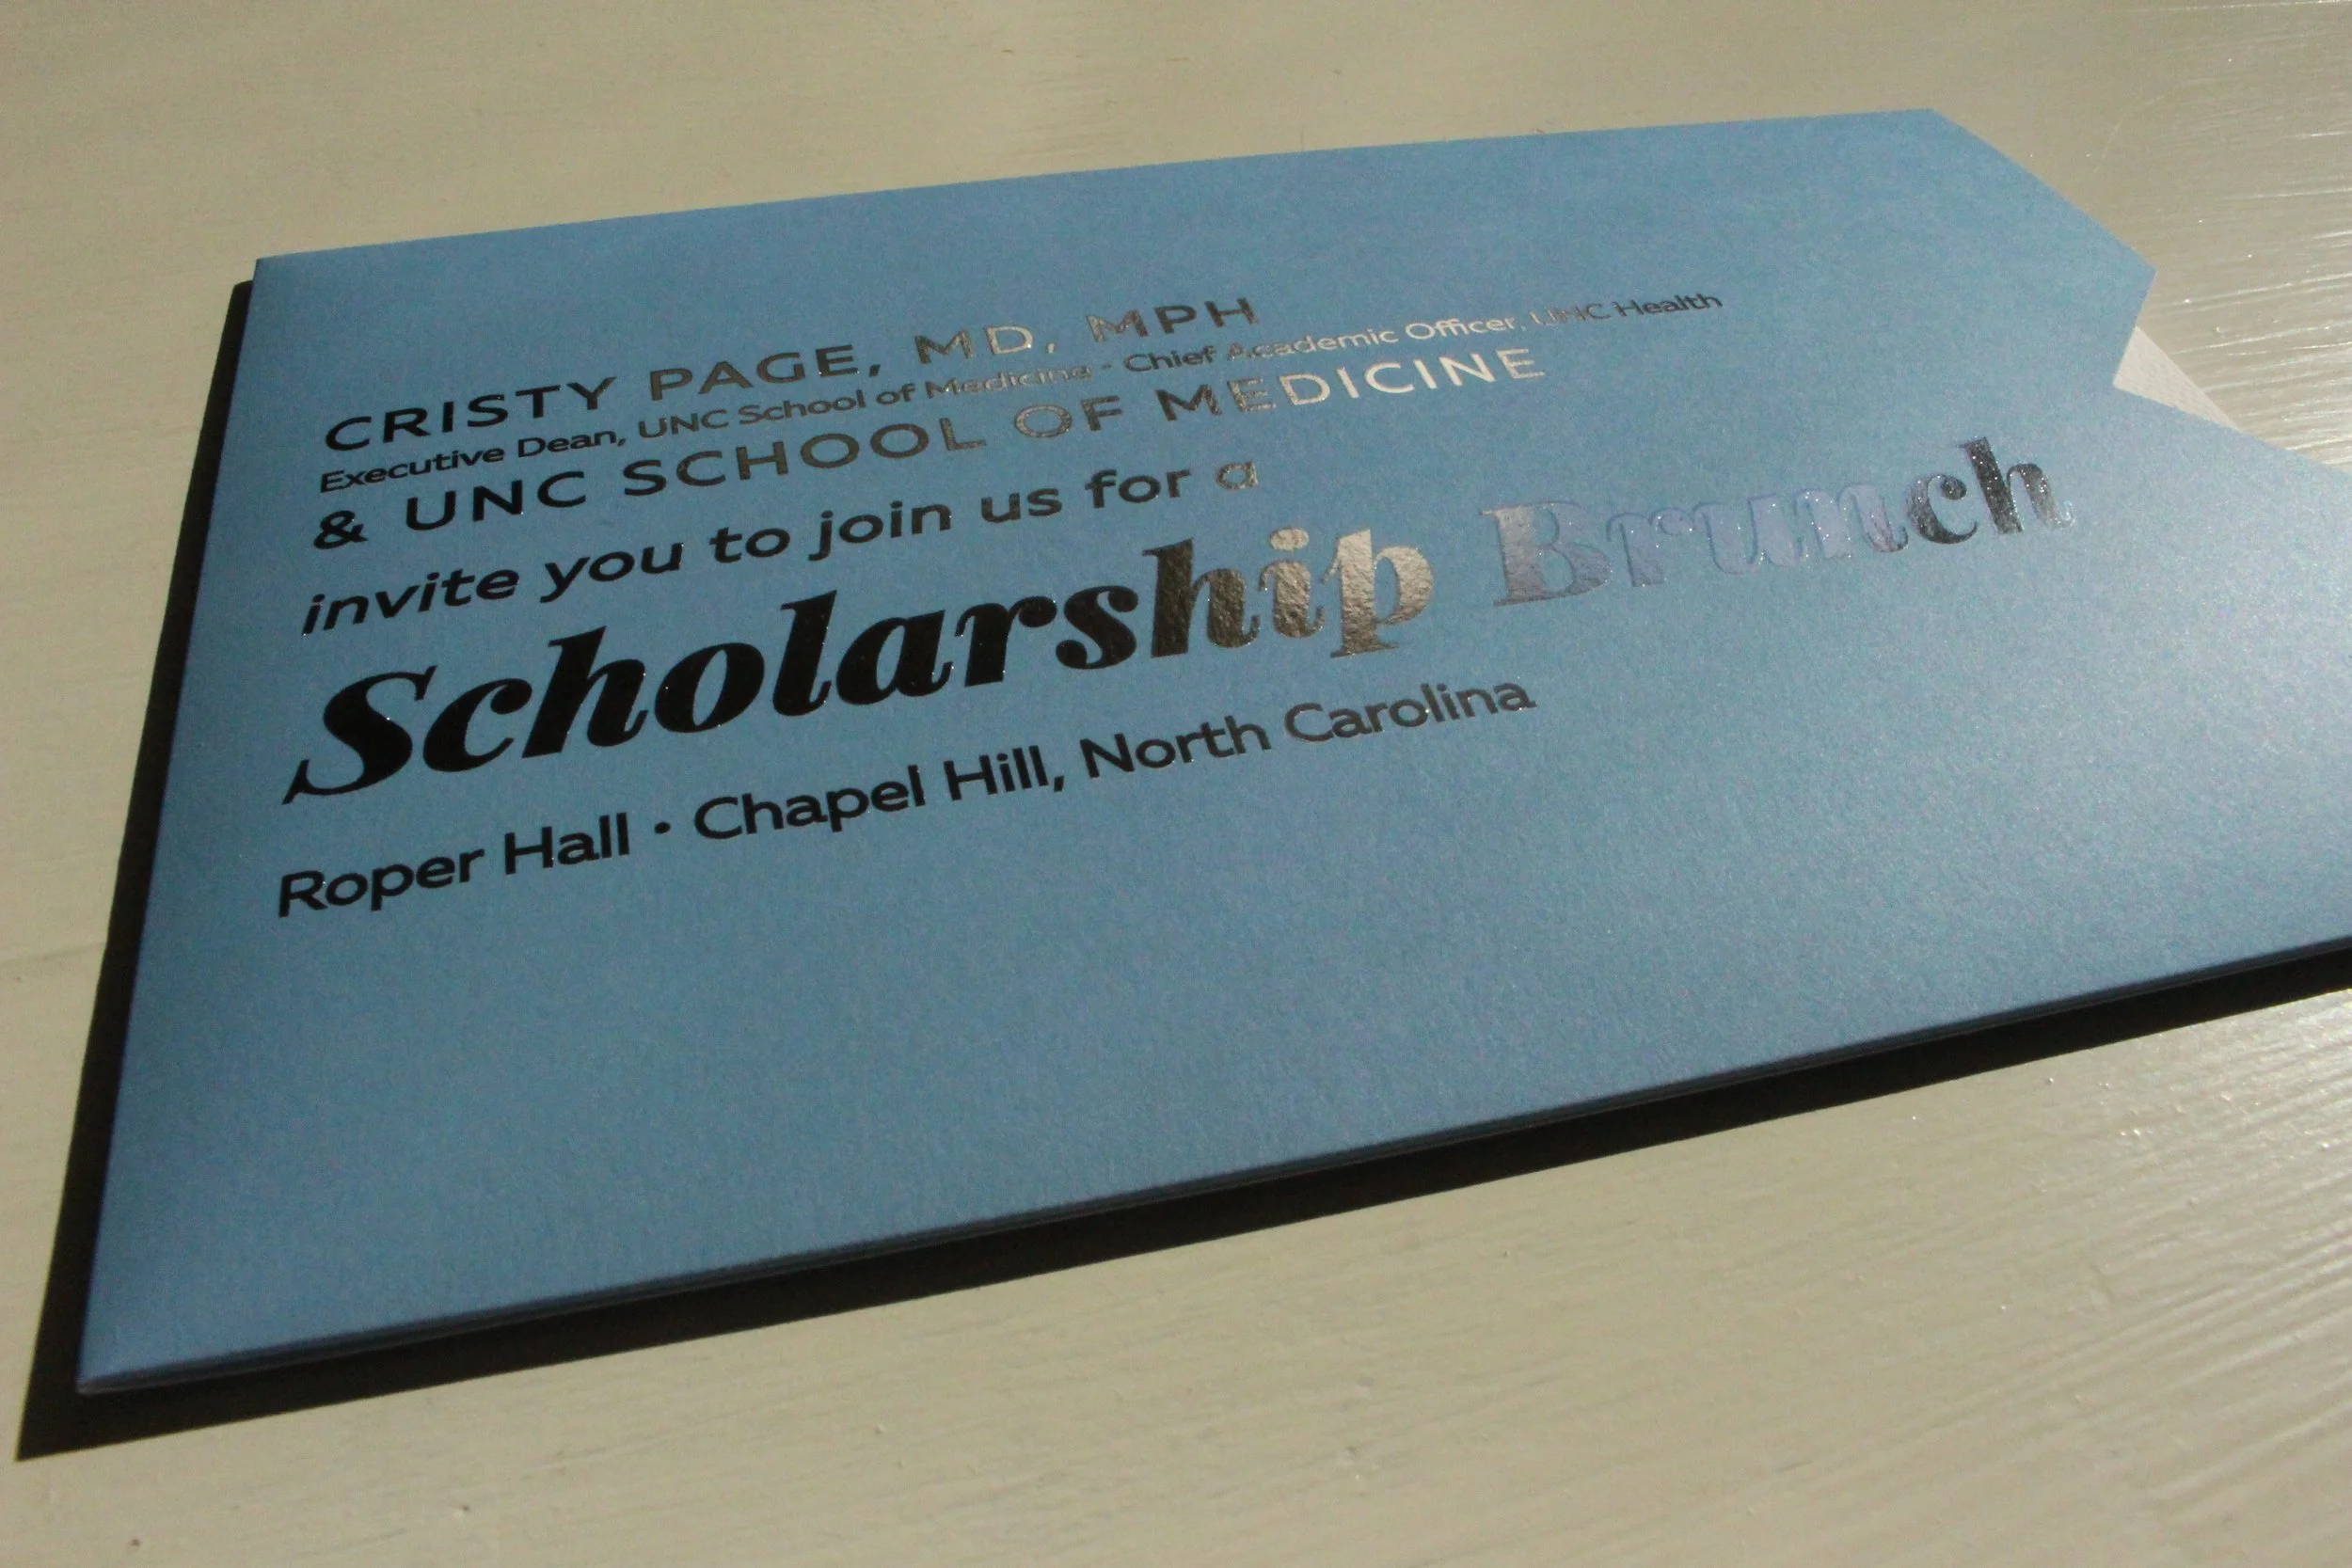 CRISTY PAGE, MD, MPH
Executive Dean, UNC School of Medicine - Chief Academic Officer, UNC Health
& UNC SCHOOL OF MEDICINE
invite you to join us for a
Scholarship Brunch
Roper Hall • Chapel Hill, North Carolina